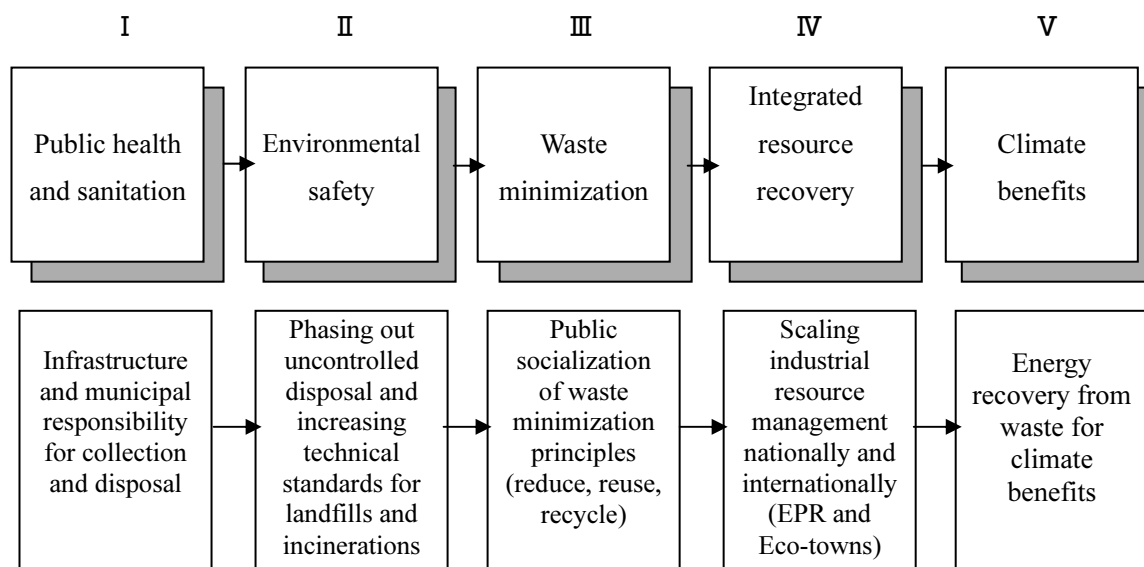 Ⅰ
Ⅱ
Ⅲ
Ⅳ
Ⅴ
Public health
and sanitation
Environmental
safety
Waste
minimization
Integrated
resource
recovery
Climate
benefits
Infrastructure
and municipal
responsibility
for collection
and disposal
Phasing out
uncontrolled
disposal and
increasing
technical
standards for
landfills and
incinerations
Public
socialization
of waste
minimization
principles
(reduce, reuse,
recycle)
Scaling
industrial
resource
management
nationally and
internationally
(EPR and
Eco-towns)
Energy
recovery from
waste for
climate
benefits